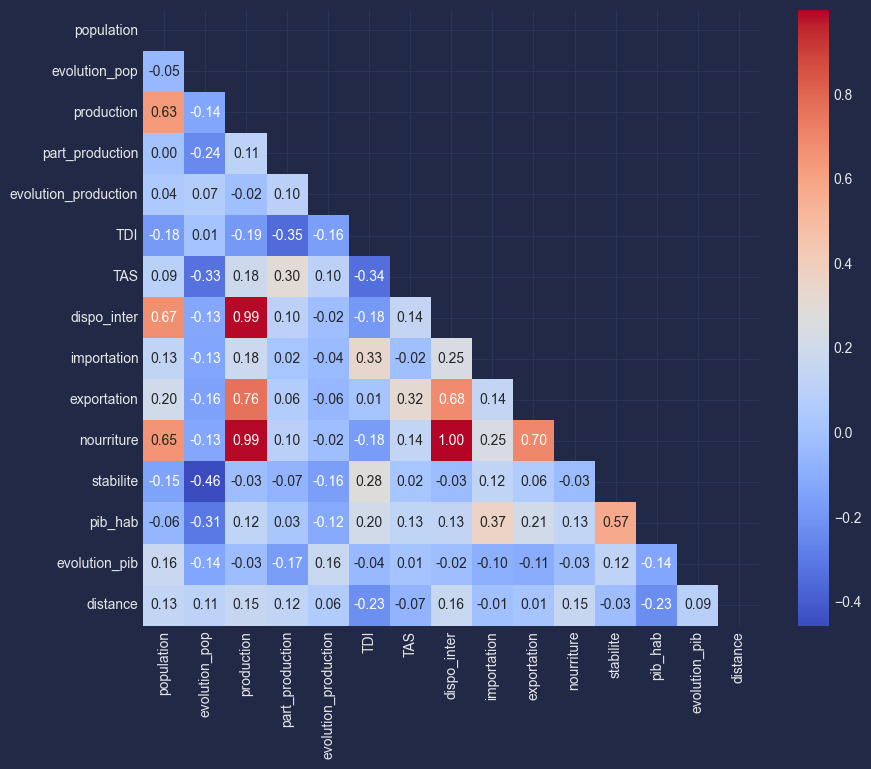 population
evolution_pop -0.05
production 0.63 -0.14
part_production 0.00 -0.24 0.11
evolution_production 0.04 0.07 -0.02 0.10
TDI -0.18 0.01 -0.19 -0.35 -0.16
TAS 0.09 -0.33 0.18 0.30 0.10 -0.34
dispo_inter 0.67 -0.13 0.99 0.10 -0.02 -0.18 0.14
importation 0.13 -0.13 0.18 0.02 -0.04 0.33 -0.02 0.25
exportation 0.20 -0.16 0.76 0.06 -0.06 0.01 0.32 0.68 0.14
nourriture 0.65 -0.13 0.99 0.10 -0.02 -0.18 0.14 1.00 0.25 0.70
stabilite -0.15 -0.46 -0.03 -0.07 -0.16 0.28 0.02 -0.03 0.12 0.06 -0.03
pib_hab -0.06 -0.31 0.12 0.03 -0.12 0.20 0.13 0.13 0.37 0.21 0.13 0.57
evolution_pib 0.16 -0.14 -0.03 -0.17 0.16 -0.04 0.01 -0.02 -0.10 -0.11 -0.03 0.12 -0.14
distance 0.13 0.11 0.15 0.12 0.06 -0.23 -0.07 0.16 -0.01 0.01 0.15 -0.03 -0.23 0.09
population
evolution_pop
production
part_production
evolution_production
TDI
TAS
dispo_inter
importation
exportation
nourriture
stabilite
pib_hab
evolution_pib
distance
0.8
0.6
0.4
0.2
0.0
−0.2
−0.4